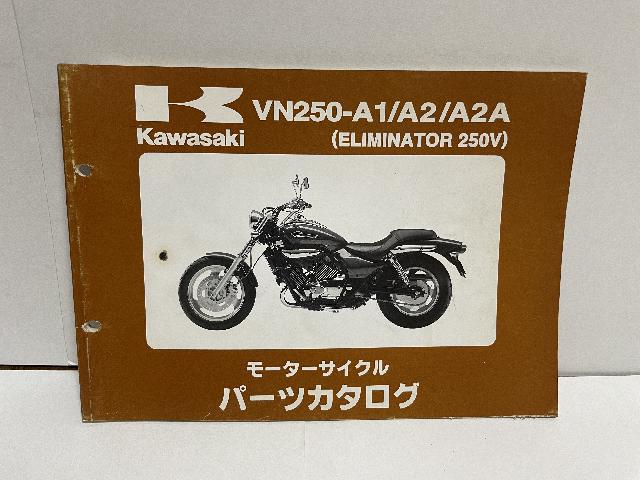 VN250-A1/A2/A2A
Kawasaki
(ELIMINATOR 250V)
モーターサイクル
パーツカタログ